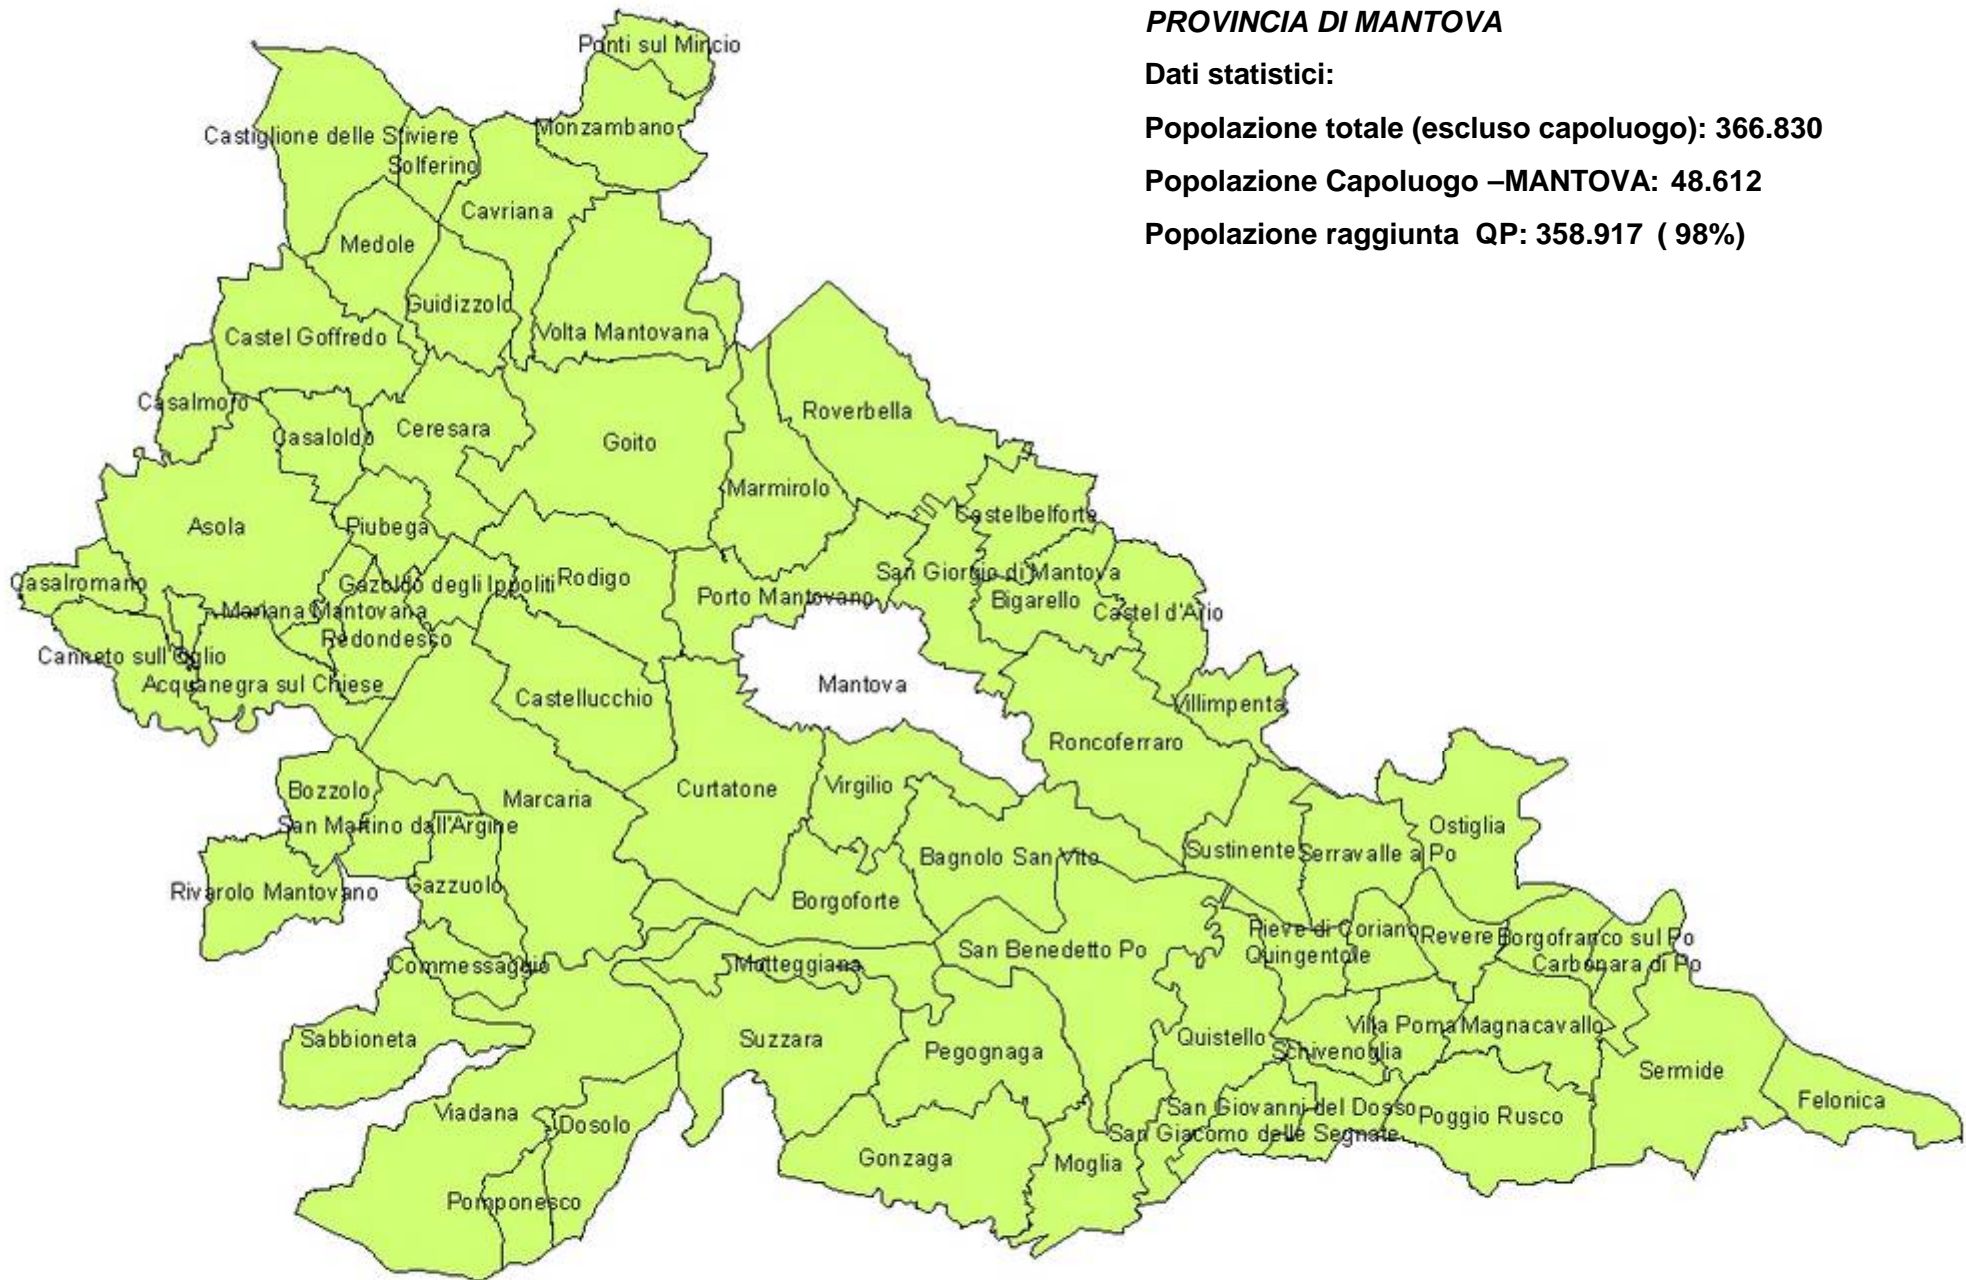 PROVINCIA DI MANTOVA
Dati statistici:
Popolazione totale (escluso capoluogo): 366.830
Popolazione Capoluogo –MANTOVA: 48.612
Popolazione raggiunta QP: 358.917 ( 98%)
Ponti sul Mincio
Monzambano
Castiglione delle Stiviere
Solferino
Cavriana
Medole
Guidizzolo
Volta Mantovana
Castel Goffredo
Casalmoro
Casaloldo
Ceresara
Goito
Roverbella
Marmirolo
Asola
Piubega
Castelbelforte
Casalromano
Gazoldo degli Ippoliti
Rodigo
San Giorgio di Mantova
Porto Mantovano
Bigarello
Castel d'Ario
Mariana Mantovana
Redondesco
Canneto sull'Oglio
Acquanegra sul Chiese
Castellucchio
Mantova
Villimpenta
Roncoferraro
Bozzolo
Marcaria
Curtatone
Virgilio
San Martino dall'Argine
Ostiglia
Sustinente
Serravalle a Po
Bagnolo San Vito
Rivarolo Mantovano
Gazzuolo
Borgoforte
Pieve di Coriano
Revere
Borgofranco sul Po
San Benedetto Po
Quingentole
Carbonara di Po
Commessaggio
Motteggiana
Sabbioneta
Suzzara
Pegognaga
Quistello
Villa Poma
Magnacavallo
Schivenoglia
Sermide
Felonica
Viadana
Dosolo
San Giovanni del Dosso
Poggio Rusco
San Giacomo delle Segnate
Gonzaga
Moglia
Pomponesco